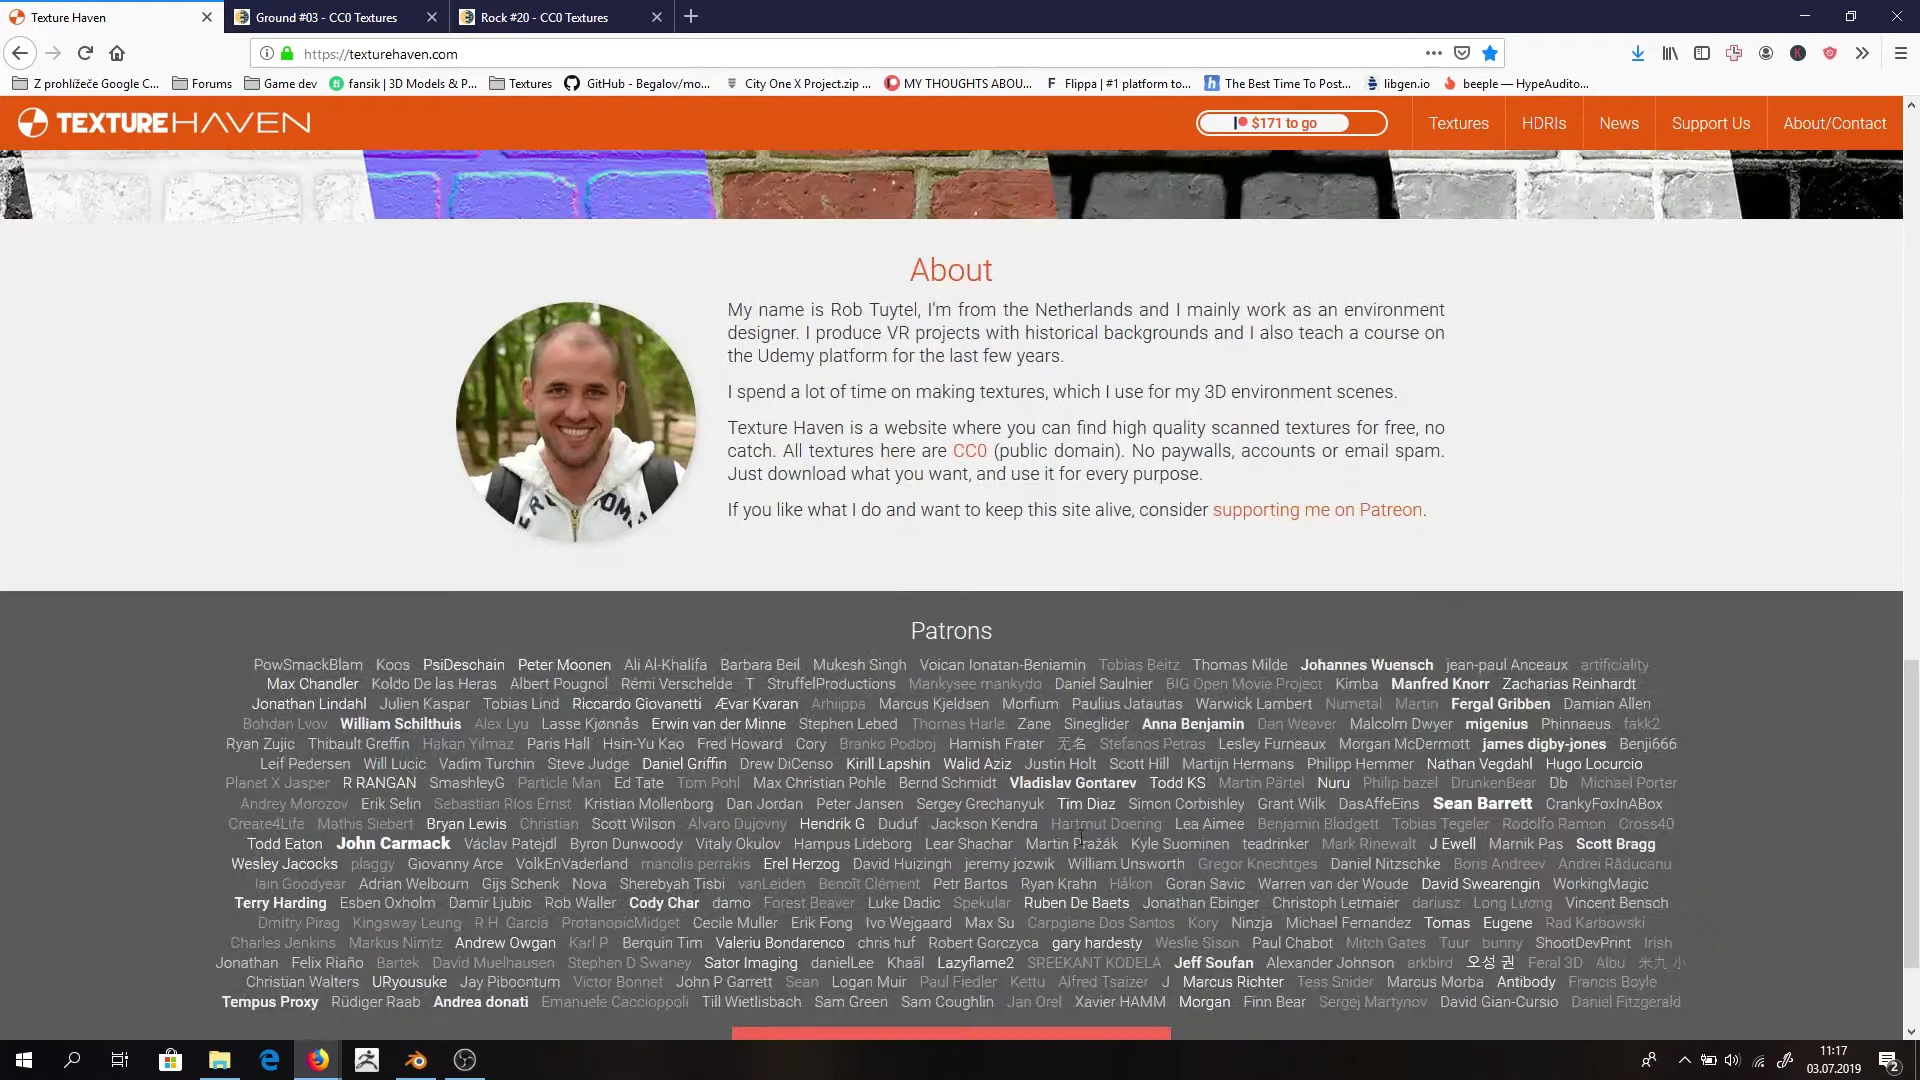 Texture Haven
Ground #03 - CC0 Textures
Rock #20 - CC0 Textures
https://texturehaven.com
Z prohlížeče Google C...
Forums
Game dev
fansik | 3D Models & P...
Textures
GitHub - Begalov/mo...
City One X Project.zip ...
MY THOUGHTS ABOU...
Flippa | #1 platform to...
The Best Time To Post...
libgen.io
beeple — HypeAudito...
TEXTURE HAVEN
$171 to go
Textures
HDRIs
News
Support Us
About/Contact
About
My name is Rob Tuytel, I'm from the Netherlands and I mainly work as an environment
designer. I produce VR projects with historical backgrounds and I also teach a course on
the Udemy platform for the last few years.
I spend a lot of time on making textures, which I use for my 3D environment scenes.
Texture Haven is a website where you can find high quality scanned textures for free, no
catch. All textures here are CC0 (public domain). No paywalls, accounts or email spam.
Just download what you want, and use it for every purpose.
If you like what I do and want to keep this site alive, consider supporting me on Patreon.
Patrons
PowSmackBlam Koos PsiDeschain Peter Moonen Ali Al-Khalifa Barbara Beil Mukesh Singh Voican Ionatan-Beniamin Tobias Beitz Thomas Milde Johannes Wuensch jean-paul Anceaux artificiality
Max Chandler Koldo De las Heras Albert Pougnol Rémi Verschelde T StruffelProductions Mankysee mankydo Daniel Saulnier BIG Open Movie Project Kimba Manfred Knorr Zacharias Reinhardt
Jonathan Lindahl Julien Kaspar Tobias Lind Riccardo Giovanetti Ævar Kvaran Arhiippa Marcus Kjeldsen Morfium Paulius Jatautas Warwick Lambert Numetal Martin Fergal Gribben Damian Allen
Bohdan Lvov William Schilthuis Alex Lyu Lasse Kjønnås Erwin van der Minne Stephen Lebed Thomas Harle Zane Sineglider Anna Benjamin Dan Weaver Malcolm Dwyer migenius Phinnaeus fakk2
Ryan Zujic Thibault Greffin Hakan Yilmaz Paris Hall Hsin-Yu Kao Fred Howard Cory Branko Podboj Hamish Frater 无名 Stefanos Petras Lesley Furneaux Morgan McDermott james digby-jones Benji666
Leif Pedersen Will Lucic Vadim Turchin Steve Judge Daniel Griffin Drew DiCenso Kirill Lapshin Walid Aziz Justin Holt Scott Hill Martijn Hermans Philipp Hemmer Nathan Vegdahl Hugo Locurcio
Planet X Jasper R RANGAN SmashleyG Particle Man Ed Tate Tom Pohl Max Christian Pohle Bernd Schmidt Vladislav Gontarev Todd KS Martin Pärtel Nuru Philip bazel DrunkenBear Db Michael Porter
Andrey Morozov Erik Selin Sebastian Ríos Ernst Kristian Mollenborg Dan Jordan Peter Jansen Sergey Grechanyuk Tim Diaz Simon Corbishley Grant Wilk DasAffeEins Sean Barrett CrankyFoxInABox
Create4Life Mathis Siebert Bryan Lewis Christian Scott Wilson Alvaro Dujovny Hendrik G Duduf Jackson Kendra Hartmut Doering Lea Aimee Benjamin Blodgett Tobias Tegeler Rodolfo Ramon Cross40
Todd Eaton John Carmack Václav Patejdl Byron Dunwoody Vitaly Okulov Hampus Lideborg Lear Shachar Martin Pražák Kyle Suominen teadrinker Mark Rinewalt J Ewell Marnik Pas Scott Bragg
Wesley Jacocks plaggy Giovanny Arce VolkEnVaderland manolis perrakis Erel Herzog David Huizingh jeremy jozwik William Unsworth Gregor Knechtges Daniel Nitzschke Boris Andreev Andrei Răducanu
Iain Goodyear Adrian Welbourn Gijs Schenk Nova Sherebyah Tisbi vanLeiden Benoît Clément Petr Bartos Ryan Krahn Håkon Goran Savic Warren van der Woude David Swearengin WorkingMagic
Terry Harding Esben Oxholm Damir Ljubic Rob Waller Cody Char damo Forest Beaver Luke Dadic Spekular Ruben De Baets Jonathan Ebinger Christoph Letmaier dariusz Long Lương Vincent Bensch
Dmitry Pirag Kingsway Leung R.H. García ProtanopicMidget Cecile Muller Erik Fong Ivo Wejgaard Max Su Carpgiane Dos Santos Kory Ninzja Michael Fernandez Tomas Eugene Rad Karbowski
Charles Jenkins Markus Nimtz Andrew Owgan Karl P Berquin Tim Valeriu Bondarenco chris huf Robert Gorczyca gary hardesty Weslie Sison Paul Chabot Mitch Gates Tuur bunny ShootDevPrint Irish
Jonathan Felix Riaño Bartek David Muelhausen Stephen D Swaney Sator Imaging danielLee Khaäl Lazyflame2 SREEKANT KODELA Jeff Soufan Alexander Johnson arkbird 오성 권 Feral 3D Albu 米九 小
Christian Walters URyousuke Jay Piboontum Victor Bonnet John P Garrett Sean Logan Muir Paul Fiedler Kettu Alfred Tsaizer J Marcus Richter Tess Snider Marcus Morba Antibody Francis Boyle
Tempus Proxy Rüdiger Raab Andrea donati Emanuele Caccioppoli Till Wietlisbach Sam Green Sam Coughlin Jan Orel Xavier HAMM Morgan Finn Bear Sergej Martynov David Gian-Cursio Daniel Fitzgerald
11:17
03.07.2019
2